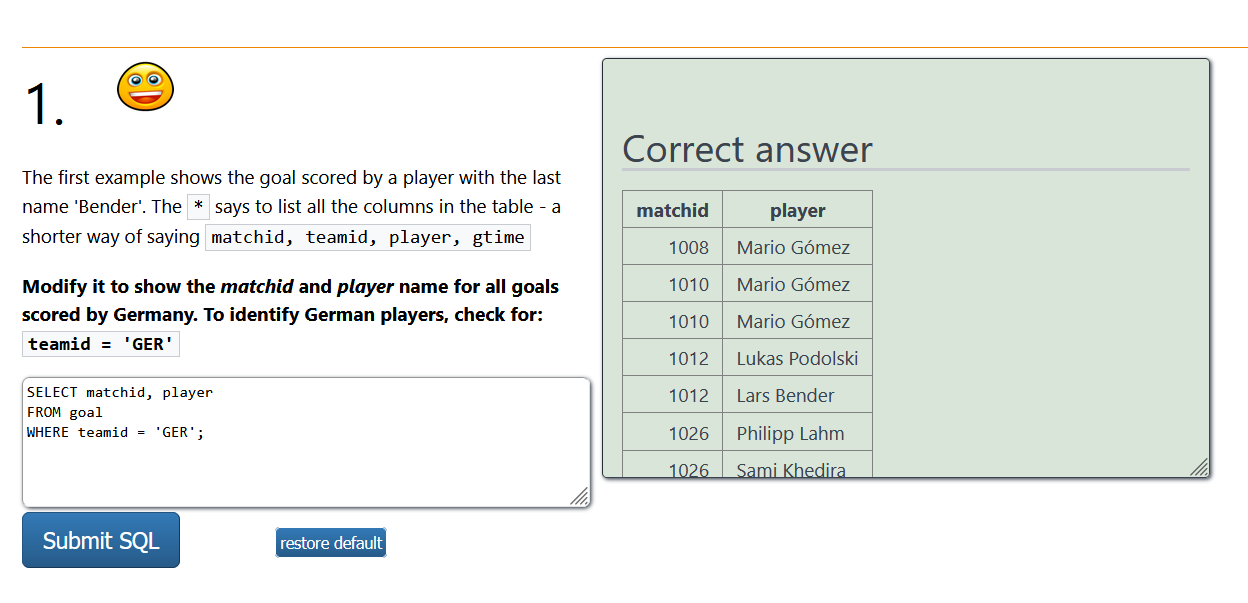 1.
The first example shows the goal scored by a player with the last
name 'Bender'. The * says to list all the columns in the table - a
shorter way of saying matchid, teamid, player, gtime
Modify it to show the matchid and player name for all goals
scored by Germany. To identify German players, check for:
teamid = 'GER'
SELECT matchid, player
FROM goal
WHERE teamid = 'GER';
Submit SQL restore default
Correct answer
matchid player
1008 Mario Gómez
1010 Mario Gómez
1010 Mario Gómez
1012 Lukas Podolski
1012 Lars Bender
1026 Philipp Lahm
1026 Sami Khedira